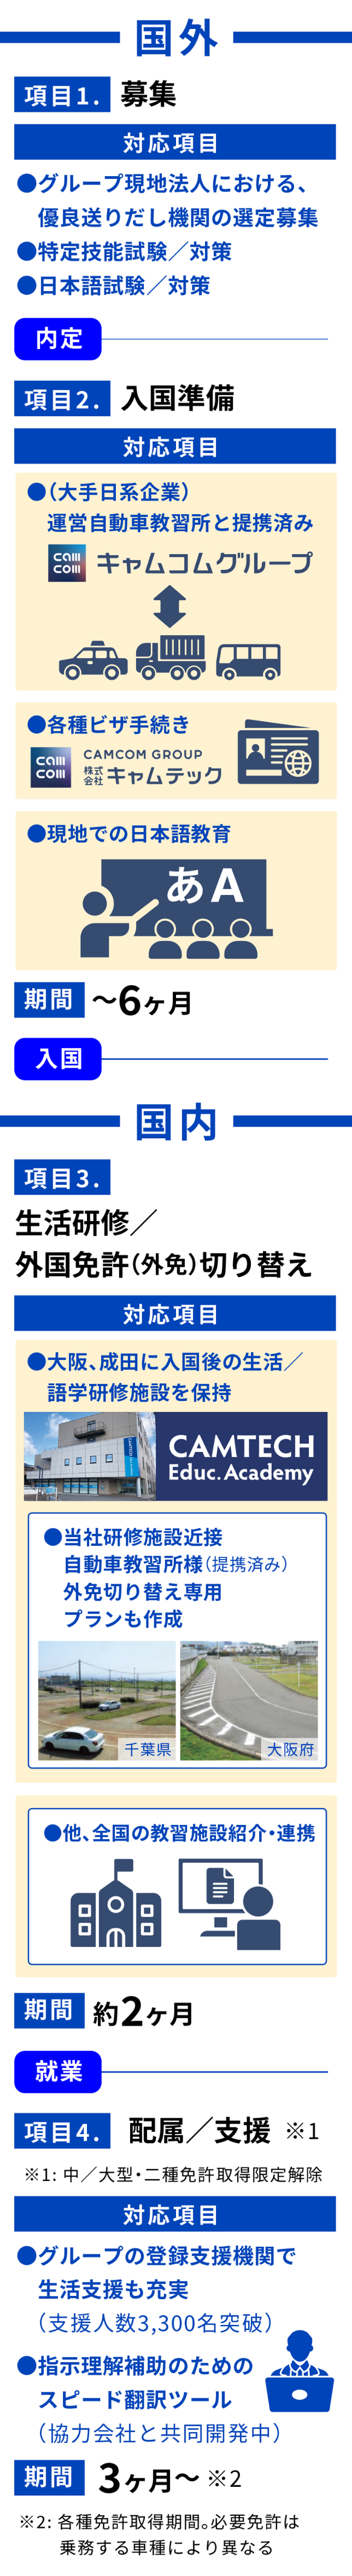 国外
項目1. 募集
対応項目
●グループ現地法人における、
優良送りだし機関の選定募集
●特定技能試験／対策
●日本語試験／対策
内定
項目2. 入国準備
対応項目
●（大手日系企業）
運営自動車教習所と提携済み
cam
com
キャムコムグループ
●各種ビザ手続き
cam
com
CAMCOM GROUP
株式
会社
キャムテック
●現地での日本語教育
あA
期間 〜6ヶ月
入国
国内
項目3.
生活研修／
外国免許（外免）切り替え
対応項目
●大阪、成田に入国後の生活／
語学研修施設を保持
CAMTECH
Educ.Academy
●当社研修施設近接
自動車教習所様（提携済み）
外免切り替え専用
プランも作成
千葉県
大阪府
●他、全国の教習施設紹介・連携
期間 約2ヶ月
就業
項目4. 配属／支援 ※1
※1: 中／大型・二種免許取得限定解除
対応項目
●グループの登録支援機関で
生活支援も充実
（支援人数3,300名突破）
●指示理解補助のための
スピード翻訳ツール
（協力会社と共同開発中）
期間 3ヶ月〜 ※2
※2: 各種免許取得期間。必要免許は
乗務する車種により異なる